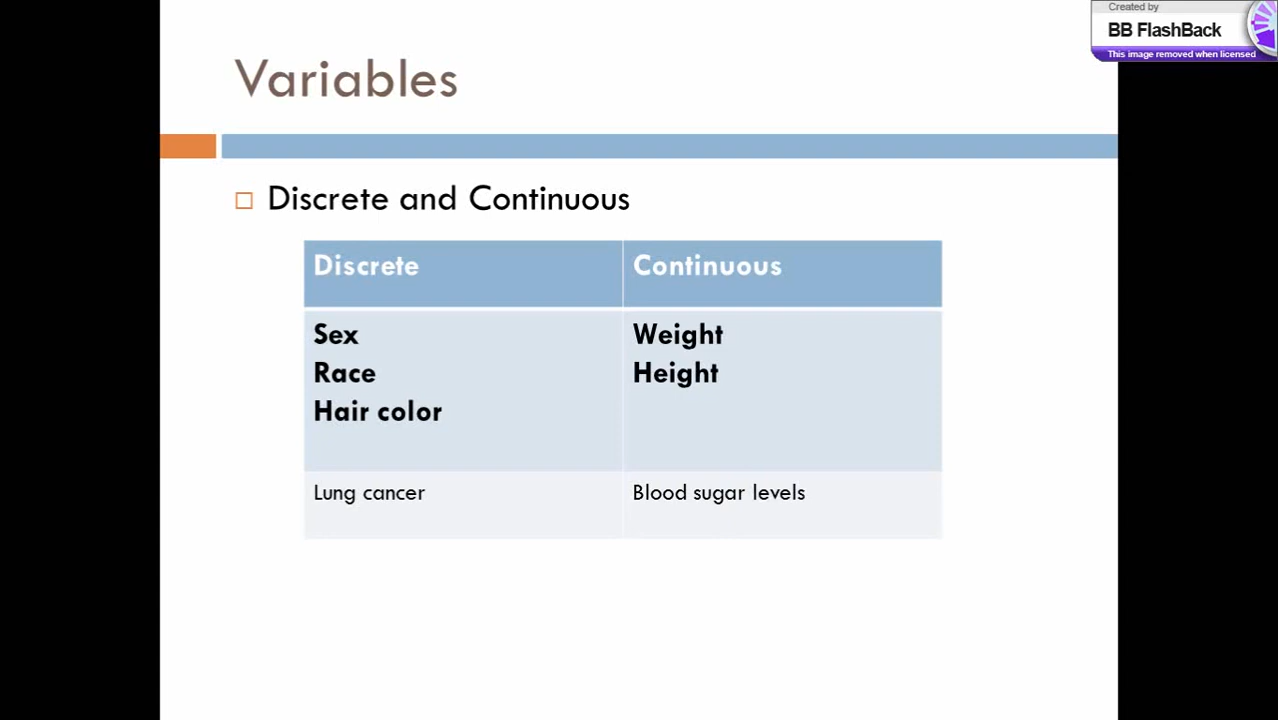 Created by
BB FlashBack
This image removed when licensed
Variables
Discrete and Continuous
Discrete
Continuous
Sex
Race
Hair color
Weight
Height
Lung cancer
Blood sugar levels